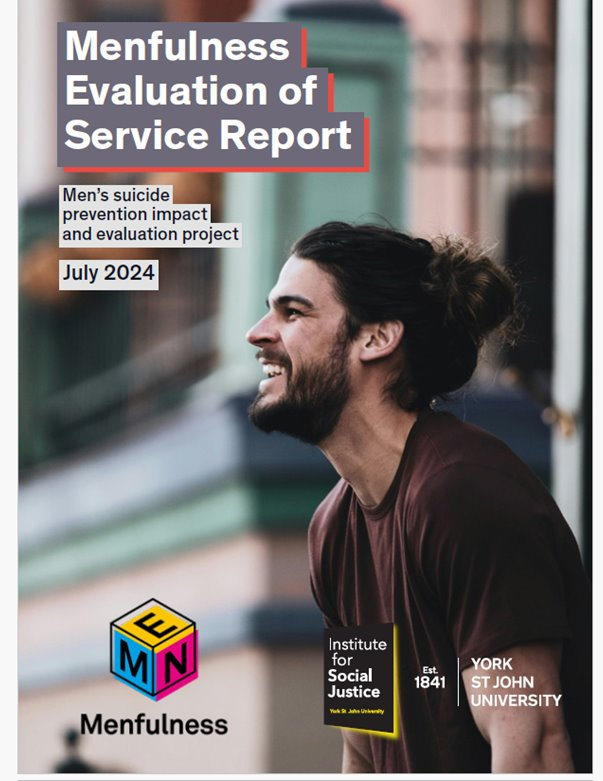 Menfulness
Evaluation of
Service Report
Men's suicide
prevention impact
and evaluation project
July 2024
E
M N
Menfulness
Institute
for
Social
Justice
York St John University
Est.
1841
YORK
ST JOHN
UNIVERSITY